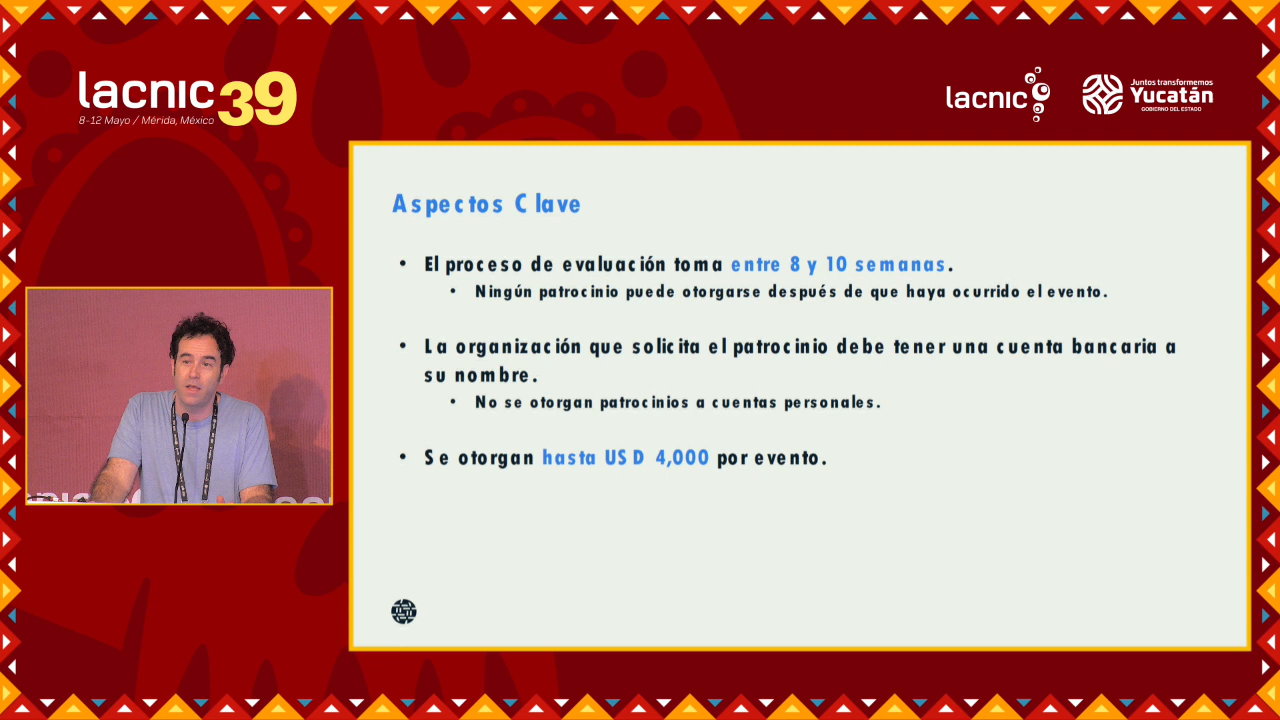 lacnic 39
8-12 Mayo / Mérida, México
lacnic
Juntos transformemos
Yucatán
GOBIERNO DEL ESTADO
Aspectos Clave
• El proceso de evaluación toma entre 8 y 10 semanas.
• Ningún patrocinio puede otorgarse después de que haya ocurrido el evento.
• La organización que solicita el patrocinio debe tener una cuenta bancaria a
su nombre.
• No se otorgan patrocinios a cuentas personales.
• Se otorgan hasta USD 4,000 por evento.